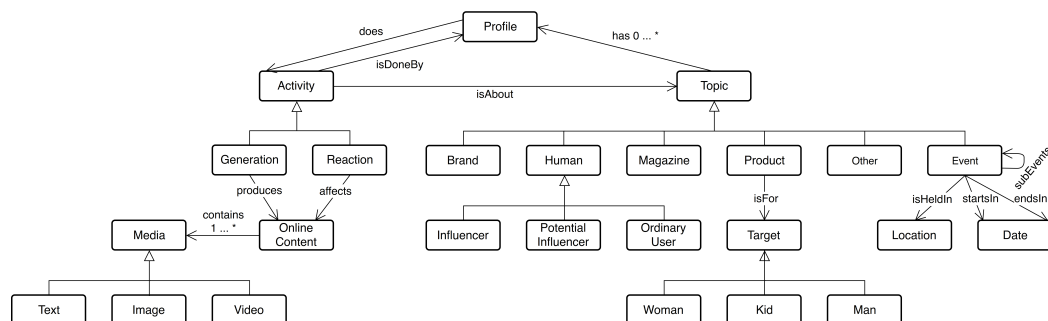 Profile
does
has 0 ... *
isDoneBy
Activity
isAbout
Topic
Generation
Reaction
Brand
Human
Magazine
Product
Other
Event
subEvents
produces
affects
isFor
isHeldIn
startsIn
endsIn
contains
1 ... *
Media
Online
Content
Influencer
Potential
Influencer
Ordinary
User
Target
Location
Date
Text
Image
Video
Woman
Kid
Man